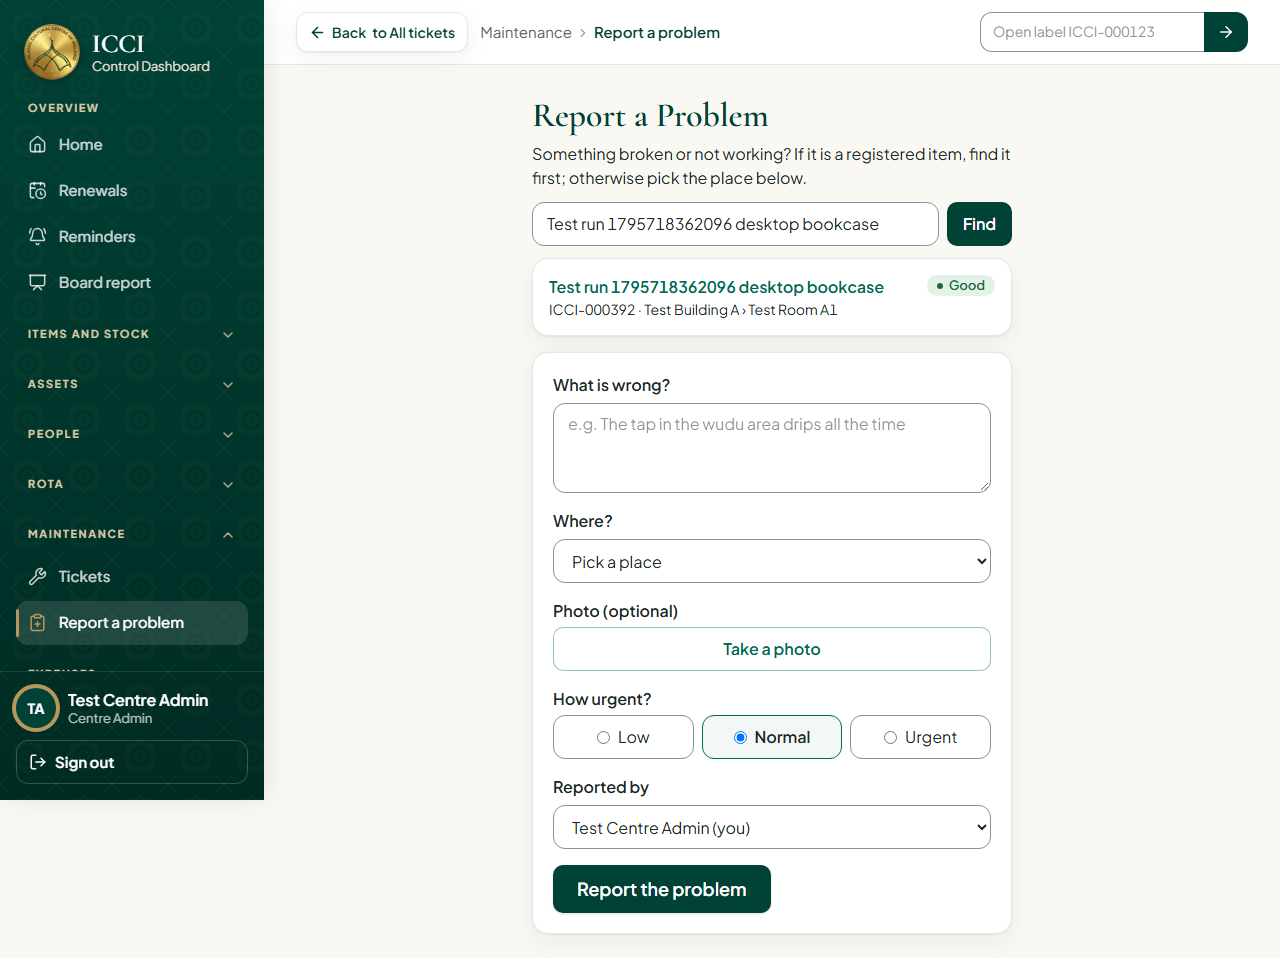 ICCI
Control Dashboard
OVERVIEW
Home
Renewals
Reminders
Board report
ITEMS AND STOCK
ASSETS
PEOPLE
ROTA
MAINTENANCE
Tickets
Report a problem
TA
Test Centre Admin
Centre Admin
Sign out
Back to All tickets
Maintenance › Report a problem
Open label ICCI-000123
Report a Problem
Something broken or not working? If it is a registered item, find it
first; otherwise pick the place below.
Test run 1795718362096 desktop bookcase
Find
Test run 1795718362096 desktop bookcase
Good
ICCI-000392 · Test Building A › Test Room A1
What is wrong?
e.g. The tap in the wudu area drips all the time
Where?
Pick a place
Photo (optional)
Take a photo
How urgent?
Low
Normal
Urgent
Reported by
Test Centre Admin (you)
Report the problem